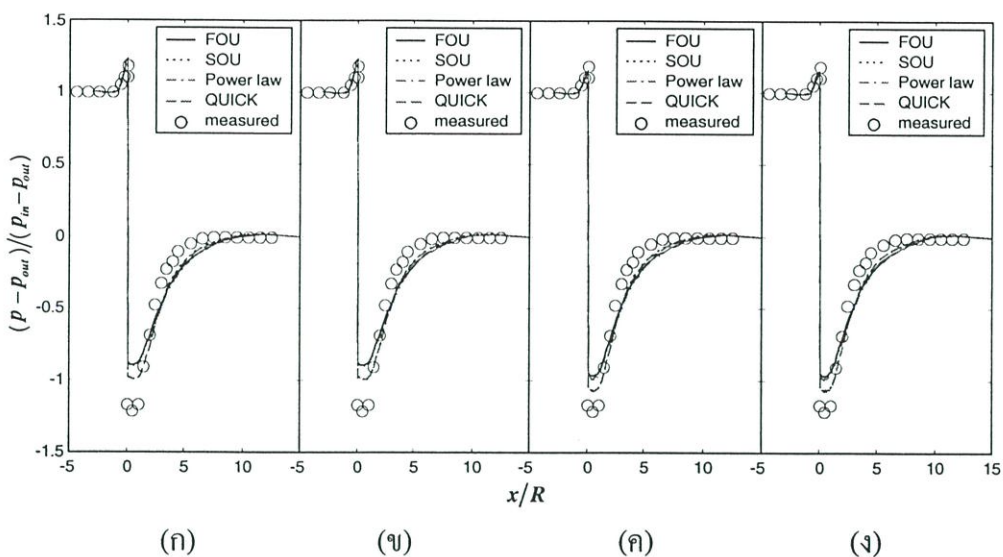 1.5
1
0.5
0
-0.5
-1
-1.5
(p − p_out)/(p_in − p_out)
FOU
SOU
Power law
QUICK
measured
FOU
SOU
Power law
QUICK
measured
FOU
SOU
Power law
QUICK
measured
FOU
SOU
Power law
QUICK
measured
-5 0 5 10 -5 0 5 10 -5 0 5 10 -5 0 5 10 15
x/R
(ก) (ข) (ค) (ง)